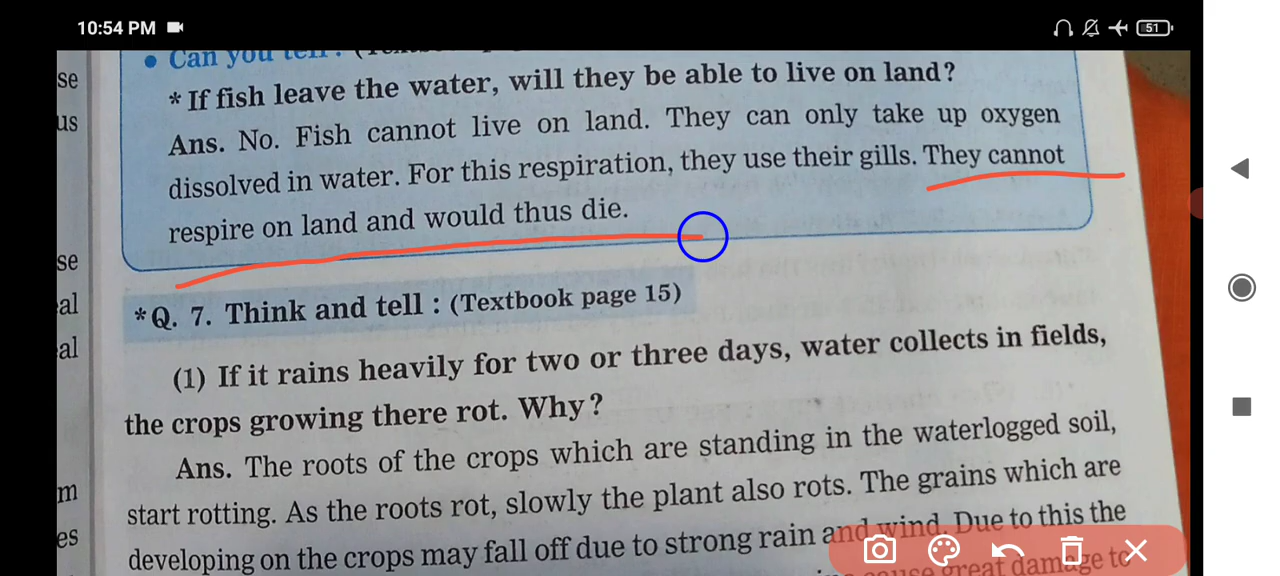 10:54 PM
51
• Can you tell?
se
* If fish leave the water, will they be able to live on land?
us
Ans. No. Fish cannot live on land. They can only take up oxygen
dissolved in water. For this respiration, they use their gills. They cannot
respire on land and would thus die.
se
*Q. 7. Think and tell : (Textbook page 15)
al
(1) If it rains heavily for two or three days, water collects in fields,
al
the crops growing there rot. Why?
Ans. The roots of the crops which are standing in the waterlogged soil,
m
start rotting. As the roots rot, slowly the plant also rots. The grains which are
es
developing on the crops may fall off due to strong rain and wind. Due to this the
cause great damage to